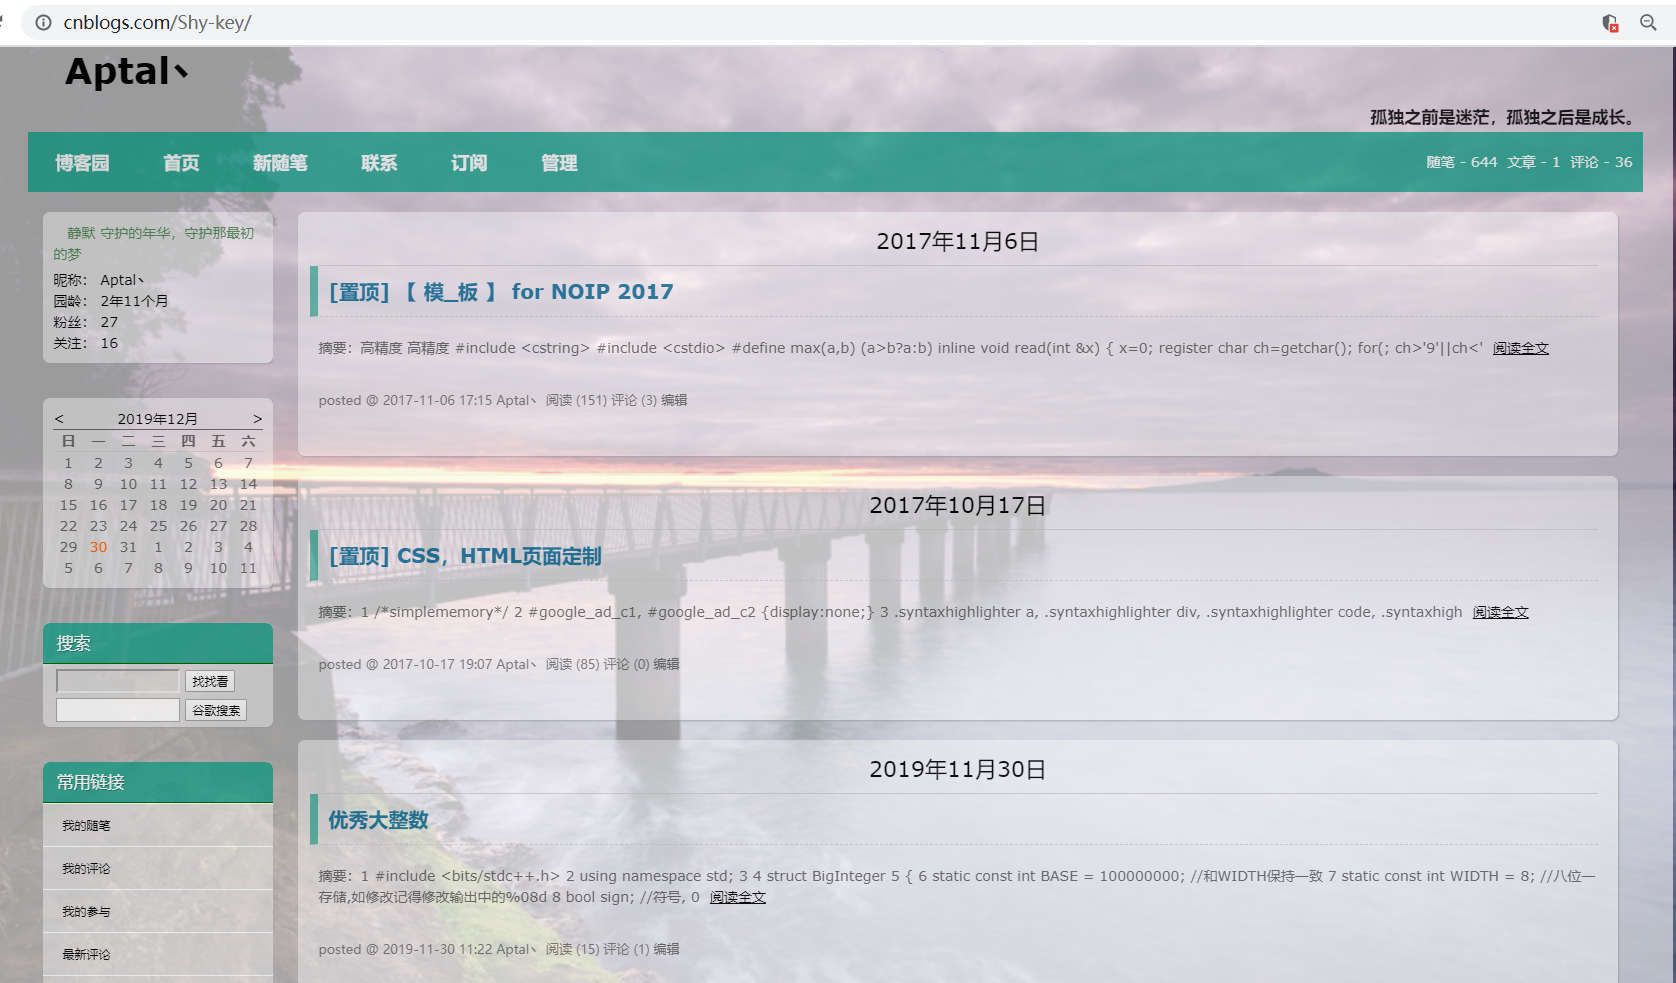 cnblogs.com/Shy-key/
Aptal丶
孤独之前是迷茫，孤独之后是成长。
博客园 首页 新随笔 联系 订阅 管理
随笔 - 644 文章 - 1 评论 - 36
静默 守护的年华，守护那最初
的梦
昵称： Aptal丶
园龄： 2年11个月
粉丝： 27
关注： 16
< 2019年12月 >
日 一 二 三 四 五 六
1 2 3 4 5 6 7
8 9 10 11 12 13 14
15 16 17 18 19 20 21
22 23 24 25 26 27 28
29 30 31 1 2 3 4
5 6 7 8 9 10 11
搜索
找找看
谷歌搜索
常用链接
我的随笔
我的评论
我的参与
最新评论
2017年11月6日
[置顶] 【 模_板 】 for NOIP 2017
摘要：高精度 高精度 #include <cstring> #include <cstdio> #define max(a,b) (a>b?a:b) inline void read(int &x) { x=0; register char ch=getchar(); for(; ch>'9'||ch<' 阅读全文
posted @ 2017-11-06 17:15 Aptal丶 阅读 (151) 评论 (3) 编辑
2017年10月17日
[置顶] CSS，HTML页面定制
摘要：1 /*simplememory*/ 2 #google_ad_c1, #google_ad_c2 {display:none;} 3 .syntaxhighlighter a, .syntaxhighlighter div, .syntaxhighlighter code, .syntaxhigh 阅读全文
posted @ 2017-10-17 19:07 Aptal丶 阅读 (85) 评论 (0) 编辑
2019年11月30日
优秀大整数
摘要：1 #include <bits/stdc++.h> 2 using namespace std; 3 4 struct BigInteger 5 { 6 static const int BASE = 100000000; //和WIDTH保持一致 7 static const int WIDTH = 8; //八位一
存储,如修改记得修改输出中的%08d 8 bool sign; //符号, 0 阅读全文
posted @ 2019-11-30 11:22 Aptal丶 阅读 (15) 评论 (1) 编辑